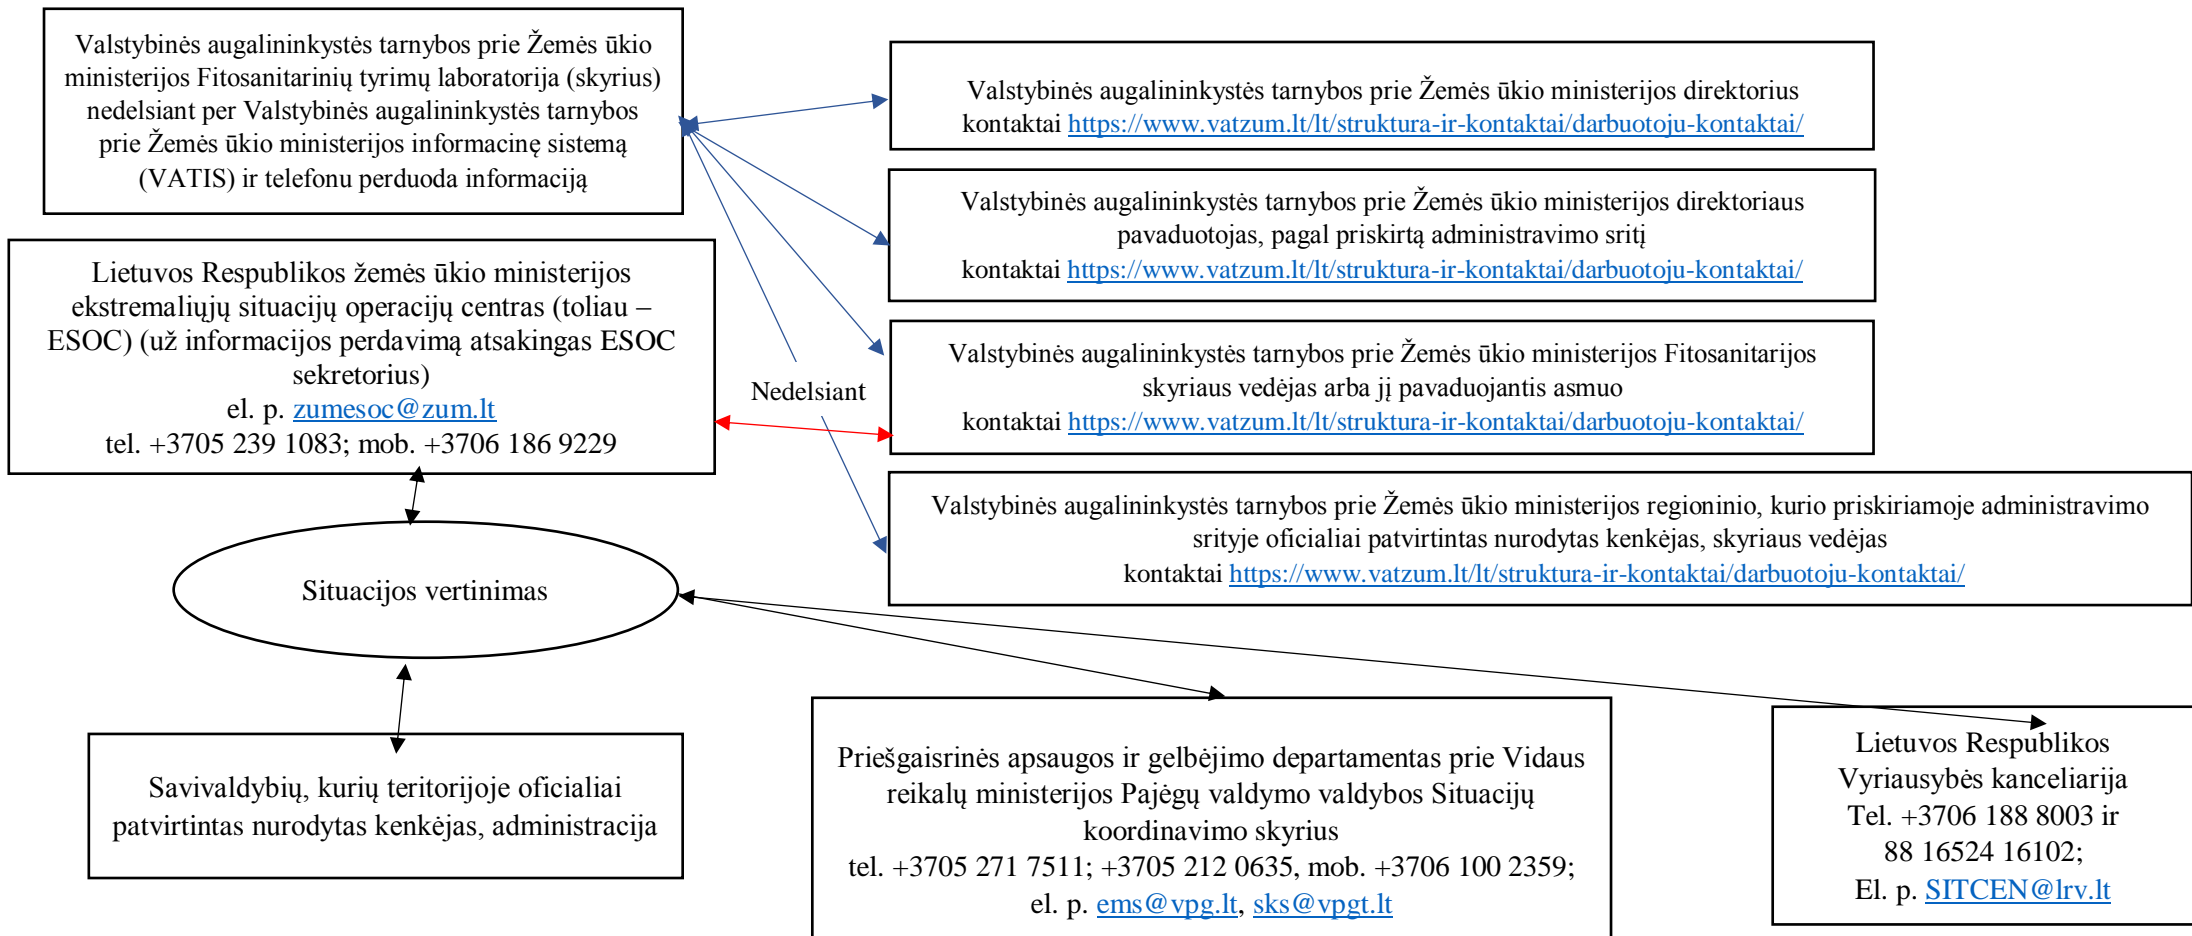 Valstybinės augalininkystės tarnybos prie Žemės ūkio
ministerijos Fitosanitarinių tyrimų laboratorija (skyrius)
nedelsiant per Valstybinės augalininkystės tarnybos
prie Žemės ūkio ministerijos informacinę sistemą
(VATIS) ir telefonu perduoda informaciją
Valstybinės augalininkystės tarnybos prie Žemės ūkio ministerijos direktorius
kontaktai https://www.vatzum.lt/lt/struktura-ir-kontaktai/darbuotoju-kontaktai/
Valstybinės augalininkystės tarnybos prie Žemės ūkio ministerijos direktoriaus
pavaduotojas, pagal priskirtą administravimo sritį
kontaktai https://www.vatzum.lt/lt/struktura-ir-kontaktai/darbuotoju-kontaktai/
Lietuvos Respublikos žemės ūkio ministerijos
ekstremaliųjų situacijų operacijų centras (toliau –
ESOC) (už informacijos perdavimą atsakingas ESOC
sekretorius)
el. p. zumesoc@zum.lt
tel. +3705 239 1083; mob. +3706 186 9229
Nedelsiant
Valstybinės augalininkystės tarnybos prie Žemės ūkio ministerijos Fitosanitarijos
skyriaus vedėjas arba jį pavaduojantis asmuo
kontaktai https://www.vatzum.lt/lt/struktura-ir-kontaktai/darbuotoju-kontaktai/
Valstybinės augalininkystės tarnybos prie Žemės ūkio ministerijos regioninio, kurio priskiriamoje administravimo
srityje oficialiai patvirtintas nurodytas kenkėjas, skyriaus vedėjas
kontaktai https://www.vatzum.lt/lt/struktura-ir-kontaktai/darbuotoju-kontaktai/
Situacijos vertinimas
Savivaldybių, kurių teritorijoje oficialiai
patvirtintas nurodytas kenkėjas, administracija
Priešgaisrinės apsaugos ir gelbėjimo departamentas prie Vidaus
reikalų ministerijos Pajėgų valdymo valdybos Situacijų
koordinavimo skyrius
tel. +3705 271 7511; +3705 212 0635, mob. +3706 100 2359;
el. p. ems@vpg.lt, sks@vpgt.lt
Lietuvos Respublikos
Vyriausybės kanceliarija
Tel. +3706 188 8003 ir
88 16524 16102;
El. p. SITCEN@lrv.lt